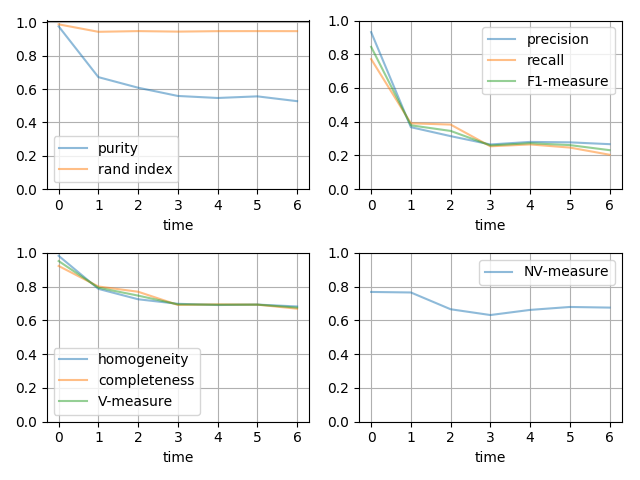 1.0
0.8
0.6
0.4
0.2
0.0
purity
rand index
0 1 2 3 4 5 6
time
1.0
0.8
0.6
0.4
0.2
0.0
precision
recall
F1-measure
0 1 2 3 4 5 6
time
1.0
0.8
0.6
0.4
0.2
0.0
homogeneity
completeness
V-measure
0 1 2 3 4 5 6
time
1.0
0.8
0.6
0.4
0.2
0.0
NV-measure
0 1 2 3 4 5 6
time